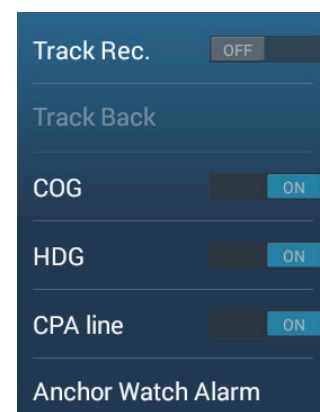 Track Rec. OFF
Track Back
COG ON
HDG ON
CPA line ON
Anchor Watch Alarm